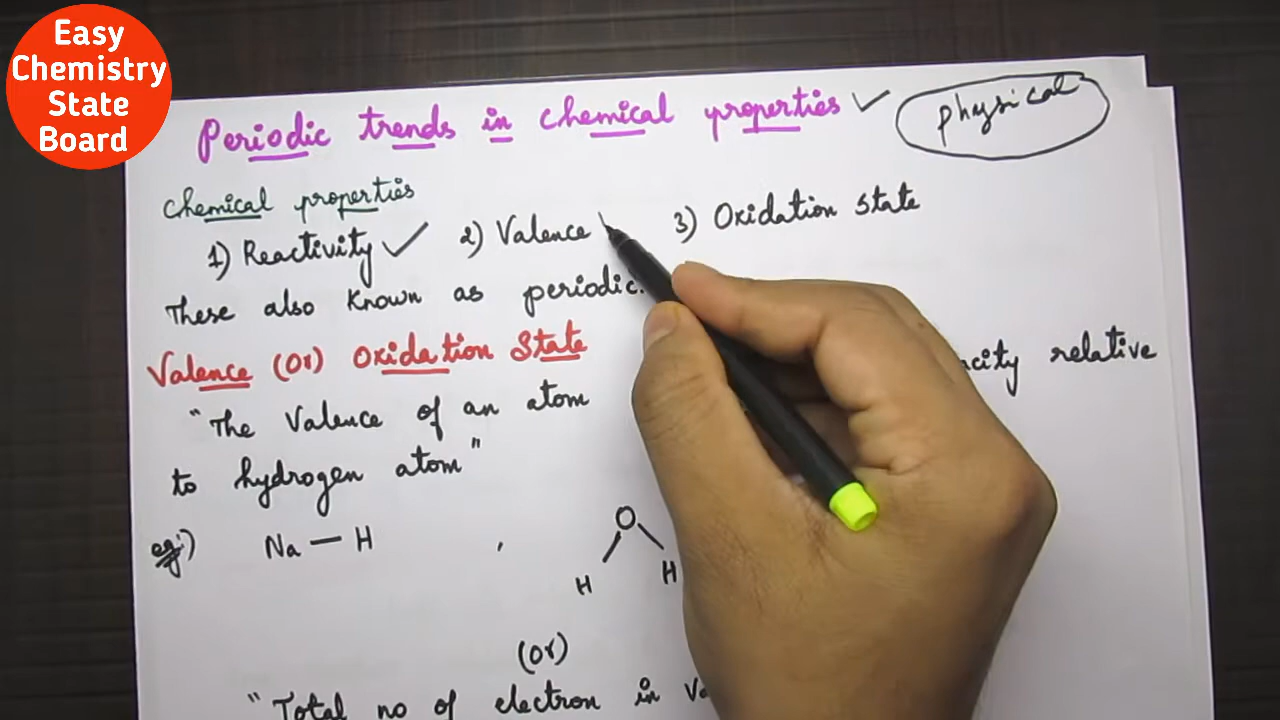 Easy
Chemistry
State
Board
Periodic trends in chemical properties
Physical
chemical properties
1) Reactivity 2) Valence 3) Oxidation State
These also known as periodic.
Valence (or) Oxidation State
"The Valence of an atom relative
to hydrogen atom"
eg:) Na — H O
H H
(or)
"Total no of electron in